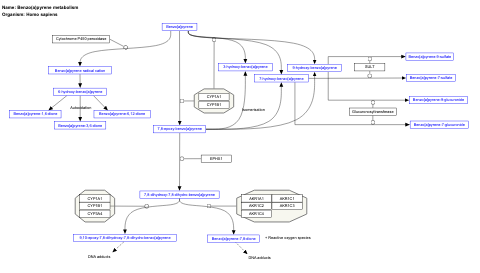 Name: Benzo(a)pyrene metabolism
Organism: Homo sapiens
Benzo(a)pyrene
Cytochrome P450 peroxidase
Benzo(a)pyrene radical cation
6-hydroxy-benzo(a)pyrene
Autoxidation
Benzo(a)pyrene-1,6-dione
Benzo(a)pyrene-6,12-dione
Benzo(a)pyrene-3,6-dione
CYP1A1
CYP1B1
3-hydroxy-benzo(a)pyrene
7-hydroxy-benzo(a)pyrene
9-hydroxy-benzo(a)pyrene
Isomerisation
Benzo(a)pyrene-9-sulfate
SULT
Benzo(a)pyrene-7-sulfate
Benzo(a)pyrene-9-glucuronide
Glucuronosyltransferase
Benzo(a)pyrene-7-glucuronide
7,8-epoxy-benzo(a)pyrene
EPHX1
7,8-dihydroxy-7,8-dihydro-benzo(a)pyrene
CYP1A1
CYP1B1
CYP3A4
AKR1A1 AKR1C1
AKR1C2 AKR1C3
AKR1C4
9,10-epoxy-7,8-dihydroxy-7,8-dihydro-benzo(a)pyrene
Benzo(a)pyrene-7,8-dione
+ Reactive oxygen species
DNA adducts
DNA adducts